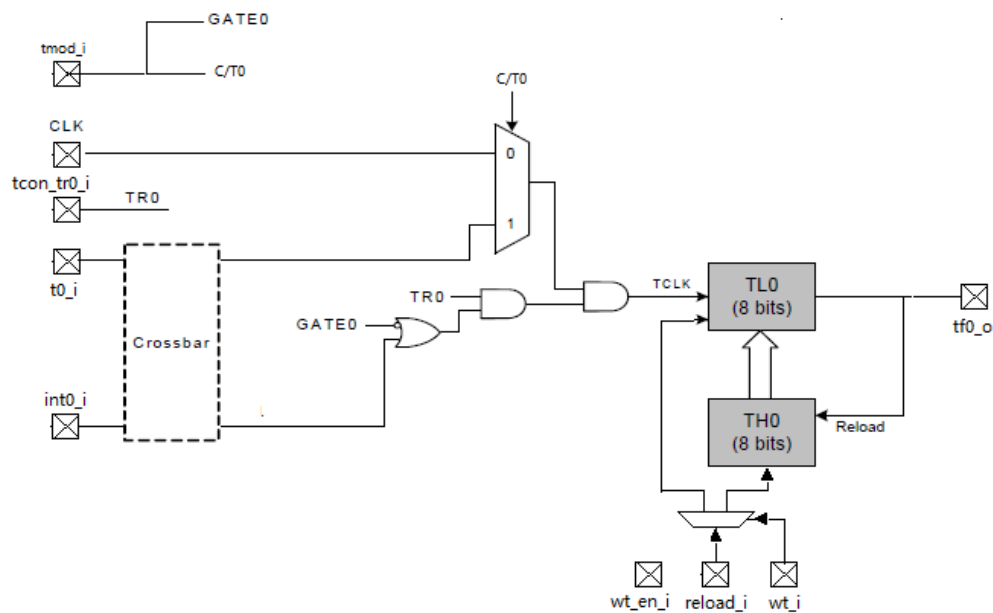 GATE0
tmod_i
C/T0
C/T0
CLK
0
tcon_tr0_i
TR0
1
t0_i
TCLK
TL0
(8 bits)
TR0
GATE0
tf0_o
Crossbar
int0_i
TH0
(8 bits)
Reload
wt_en_i
reload_i
wt_i